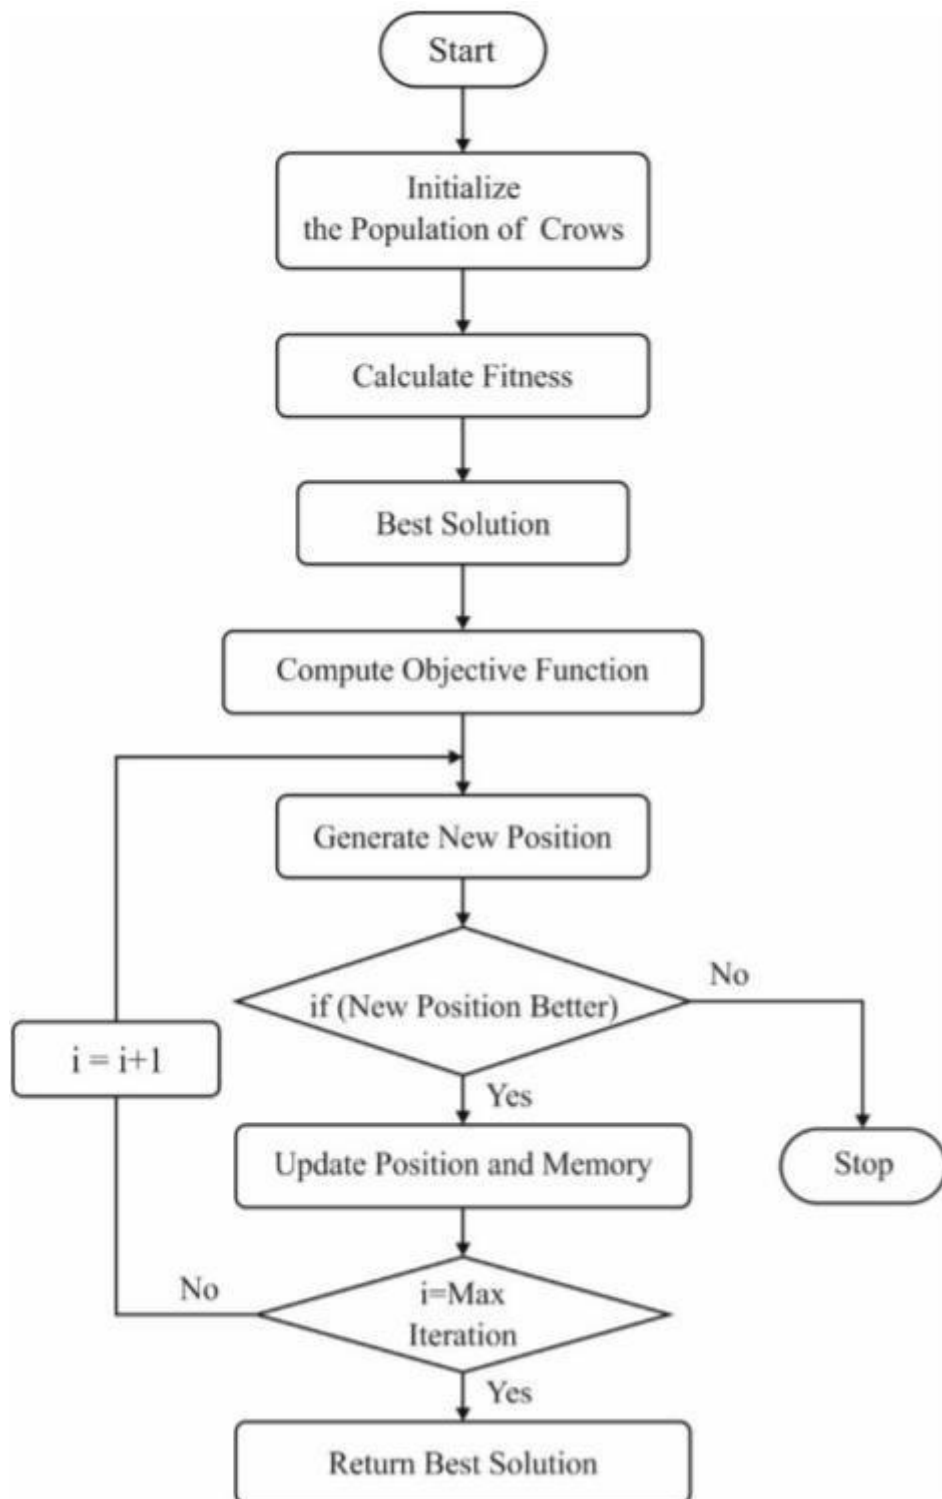 Start
Initialize
the Population of Crows
Calculate Fitness
Best Solution
Compute Objective Function
Generate New Position
if (New Position Better)
No
Yes
i = i+1
Update Position and Memory
Stop
No
i=Max
Iteration
Yes
Return Best Solution